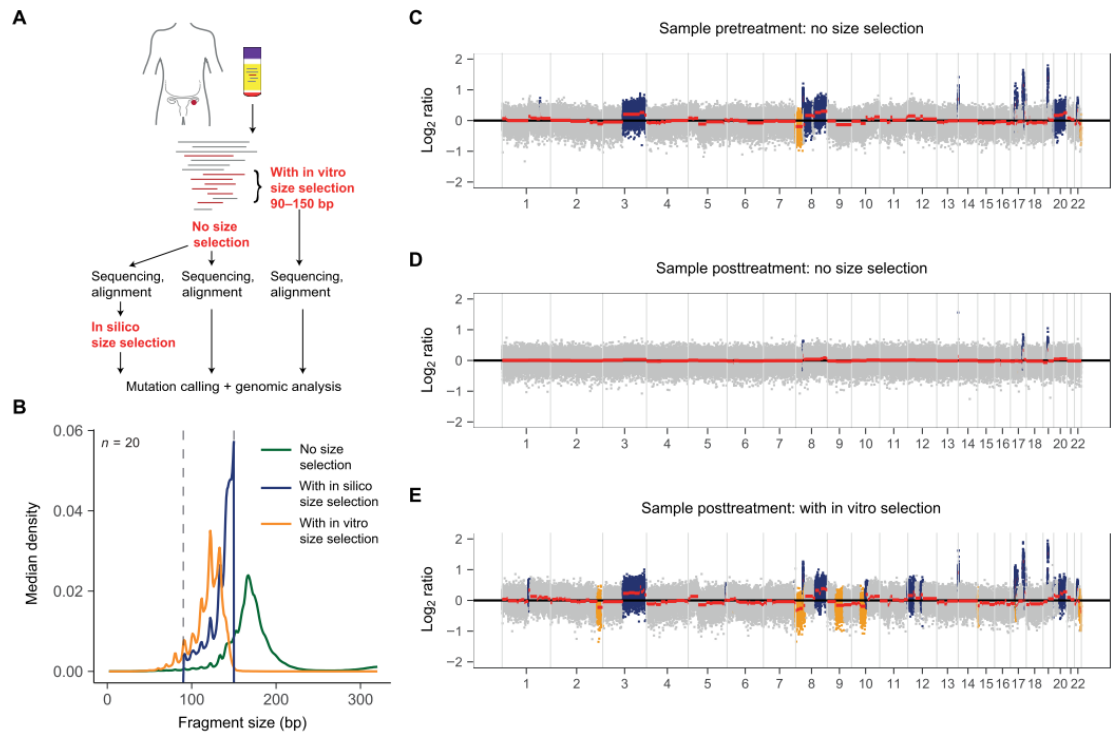 A
With in vitro
size selection
90–150 bp
No size
selection
Sequencing,
alignment
Sequencing,
alignment
Sequencing,
alignment
In silico
size selection
Mutation calling + genomic analysis
B
n = 20
0.06
0.04
0.02
0.00
Median density
0 100 200 300
Fragment size (bp)
No size
selection
With in silico
size selection
With in vitro
size selection
C
Sample pretreatment: no size selection
2
1
0
−1
−2
Log2 ratio
1 2 3 4 5 6 7 8 9 10 11 12 13 14 15 16 17 18 20 22
D
Sample posttreatment: no size selection
2
1
0
−1
−2
Log2 ratio
1 2 3 4 5 6 7 8 9 10 11 12 13 14 15 16 17 18 20 22
E
Sample posttreatment: with in vitro selection
2
1
0
−1
−2
Log2 ratio
1 2 3 4 5 6 7 8 9 10 11 12 13 14 15 16 17 18 20 22